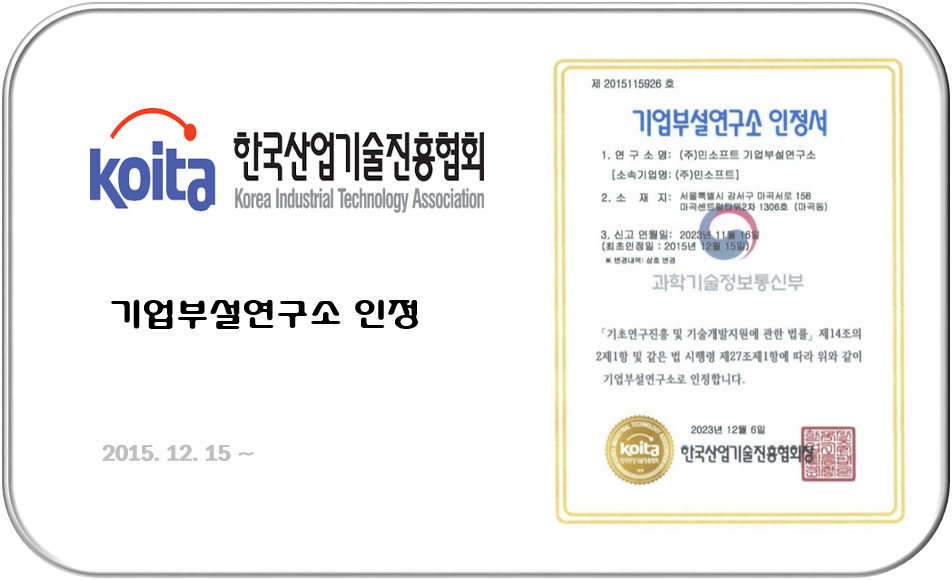 koita 한국산업기술진흥협회
Korea Industrial Technology Association
기업부설연구소 인정
2015. 12. 15 ~
제 2015115926 호
기업부설연구소 인정서
1. 연 구 소 명: (주)민소프트 기업부설연구소
[소속기업명: (주)민소프트]
2. 소 재 지: 서울특별시 강서구 마곡서로 158
마곡센트럴타워2차 1306호 (마곡동)
3. 신고 연월일: 2023년 11월 16일
(최초인정일 : 2015년 12월 15일)
※ 변경내역: 상호 변경
과학기술정보통신부
「기초연구진흥 및 기술개발지원에 관한 법률」 제14조의
2제1항 및 같은 법 시행령 제27조제1항에 따라 위와 같이
기업부설연구소로 인정합니다.
2023년 12월 6일
koita 한국산업기술진흥협회장